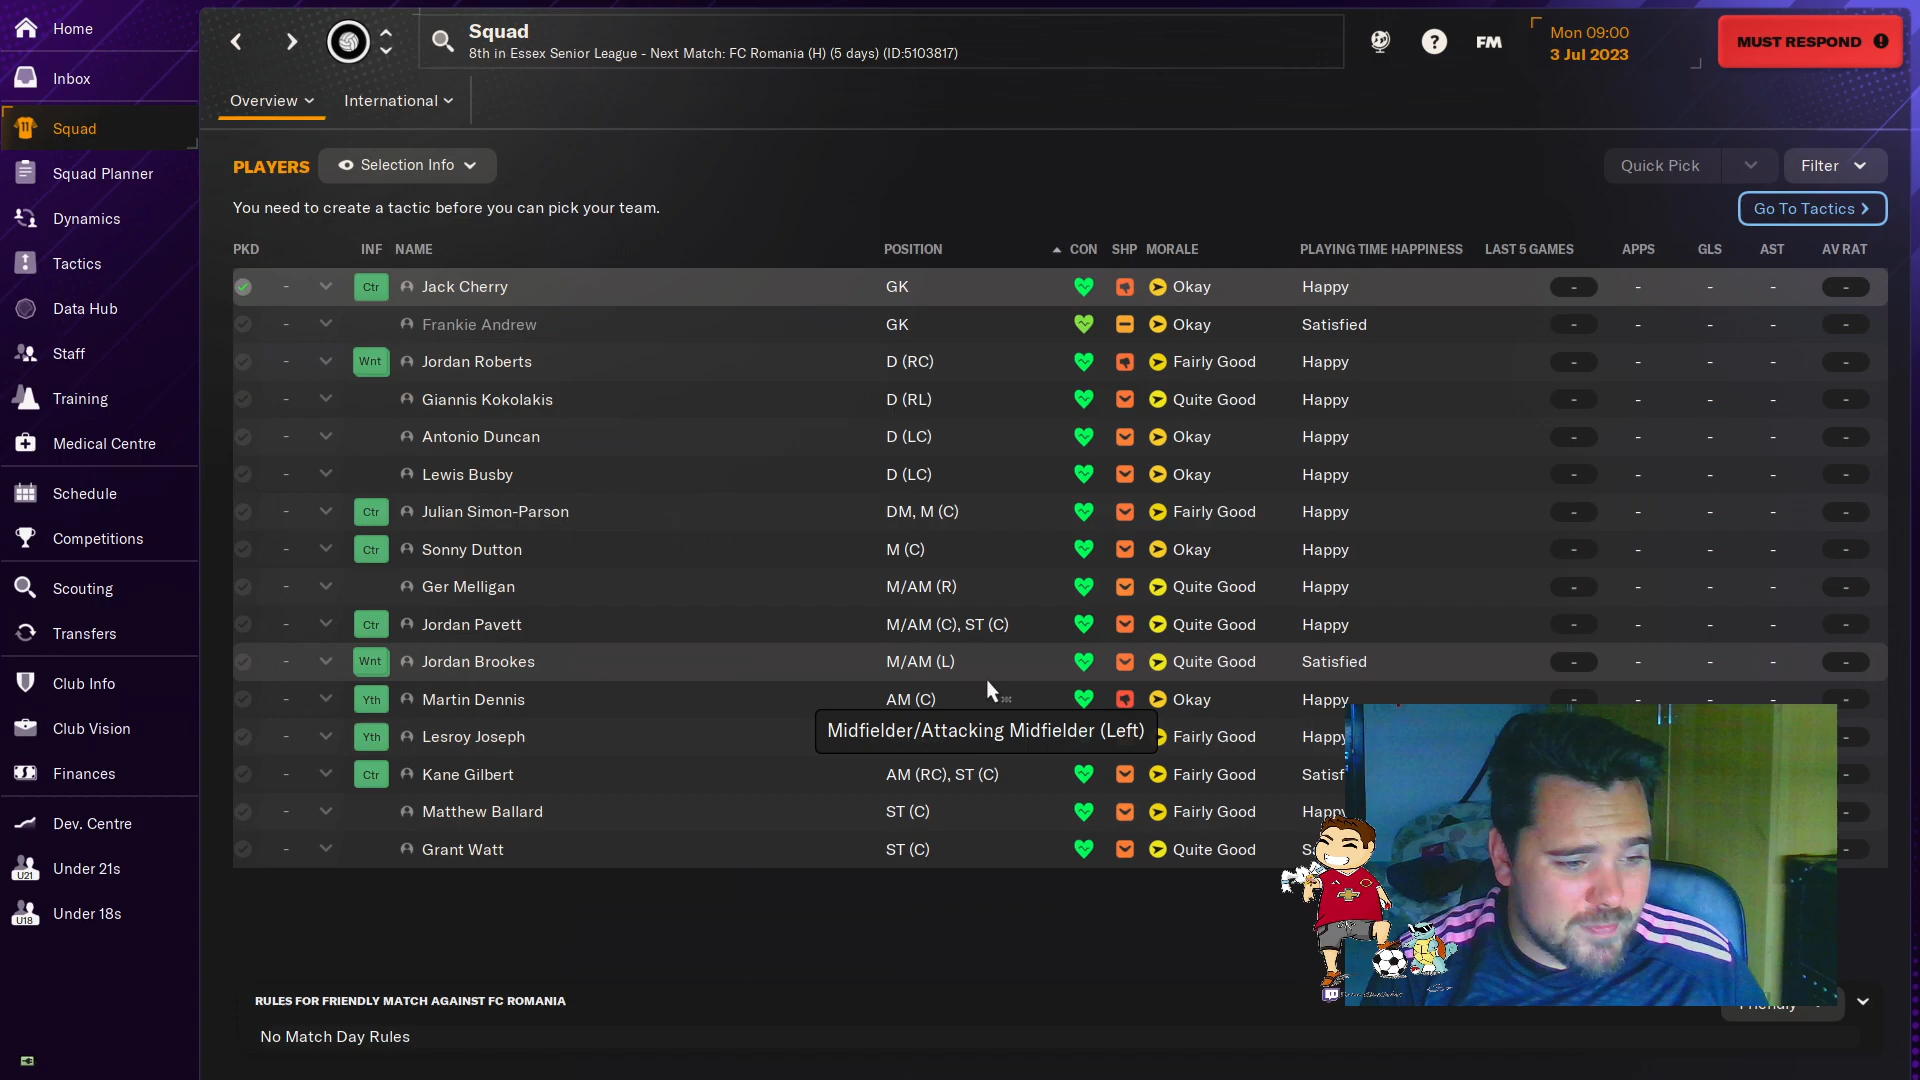 Home
Inbox
Squad
Squad Planner
Dynamics
Tactics
Data Hub
Staff
Training
Medical Centre
Schedule
Competitions
Scouting
Transfers
Club Info
Club Vision
Finances
Dev. Centre
U21 Under 21s
U18 Under 18s
Squad
8th in Essex Senior League - Next Match: FC Romania (H) (5 days) (ID:5103817)
FM
Mon 09:00
3 Jul 2023
MUST RESPOND
Overview
International
PLAYERS
Selection Info
Quick Pick
Filter
You need to create a tactic before you can pick your team.
Go To Tactics
PKD INF NAME POSITION CON SHP MORALE PLAYING TIME HAPPINESS LAST 5 GAMES APPS GLS AST AV RAT
- Ctr Jack Cherry GK Okay Happy - - - - -
- Frankie Andrew GK Okay Satisfied - - - - -
- Wnt Jordan Roberts D (RC) Fairly Good Happy - - - - -
- Giannis Kokolakis D (RL) Quite Good Happy - - - - -
- Antonio Duncan D (LC) Okay Happy - - - - -
- Lewis Busby D (LC) Okay Happy - - - - -
- Ctr Julian Simon-Parson DM, M (C) Fairly Good Happy - - - - -
- Ctr Sonny Dutton M (C) Okay Happy - - - - -
- Ger Melligan M/AM (R) Quite Good Happy - - - - -
- Ctr Jordan Pavett M/AM (C), ST (C) Quite Good Happy - - - - -
- Wnt Jordan Brookes M/AM (L) Quite Good Satisfied - - - - -
- Yth Martin Dennis AM (C) Okay Happy - - - - -
Midfielder/Attacking Midfielder (Left)
- Yth Lesroy Joseph Fairly Good Happy -
- Ctr Kane Gilbert AM (RC), ST (C) Fairly Good Satisf -
- Matthew Ballard ST (C) Fairly Good Happy -
- Grant Watt ST (C) Quite Good -
RULES FOR FRIENDLY MATCH AGAINST FC ROMANIA
Friendly
No Match Day Rules